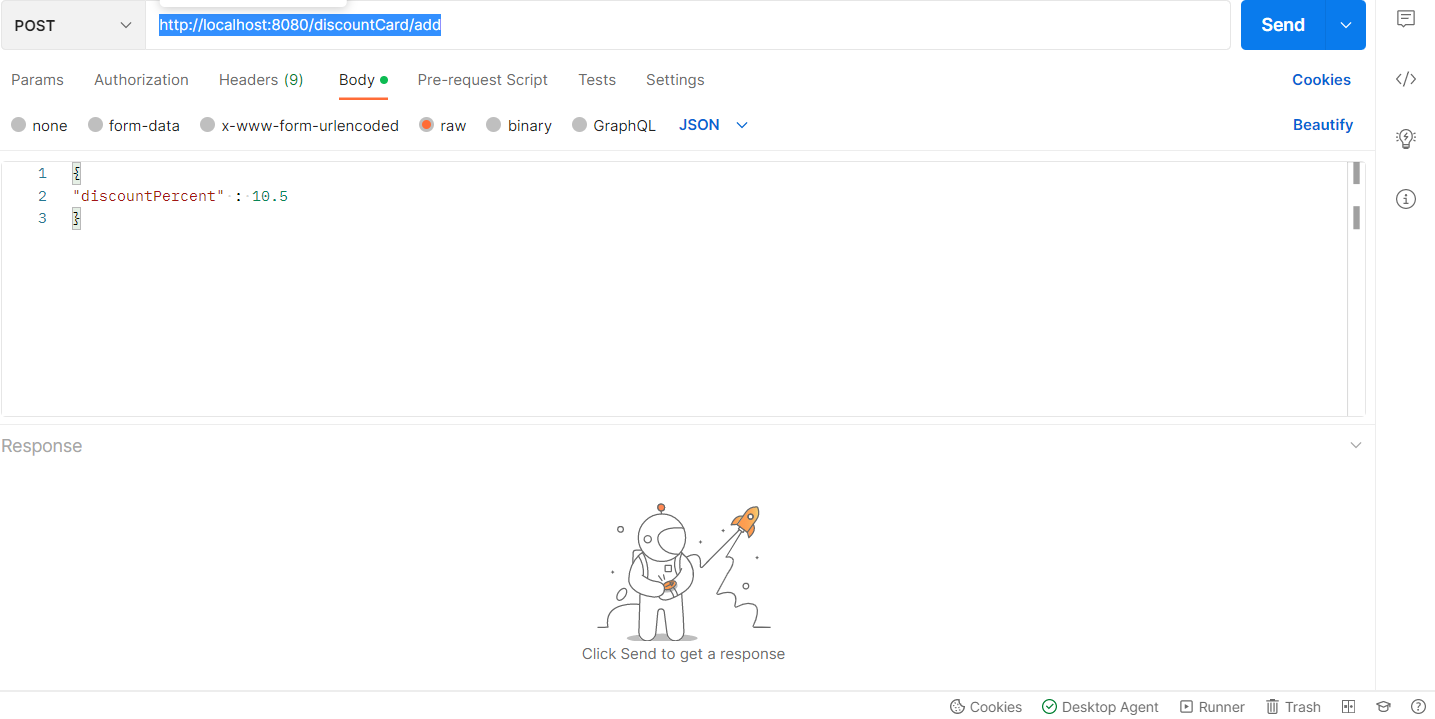 POST http://localhost:8080/discountCard/add Send
Params Authorization Headers (9) Body Pre-request Script Tests Settings Cookies
none form-data x-www-form-urlencoded raw binary GraphQL JSON Beautify
1 {
2 "discountPercent" : 10.5
3 }
Response
Click Send to get a response
Cookies Desktop Agent Runner Trash